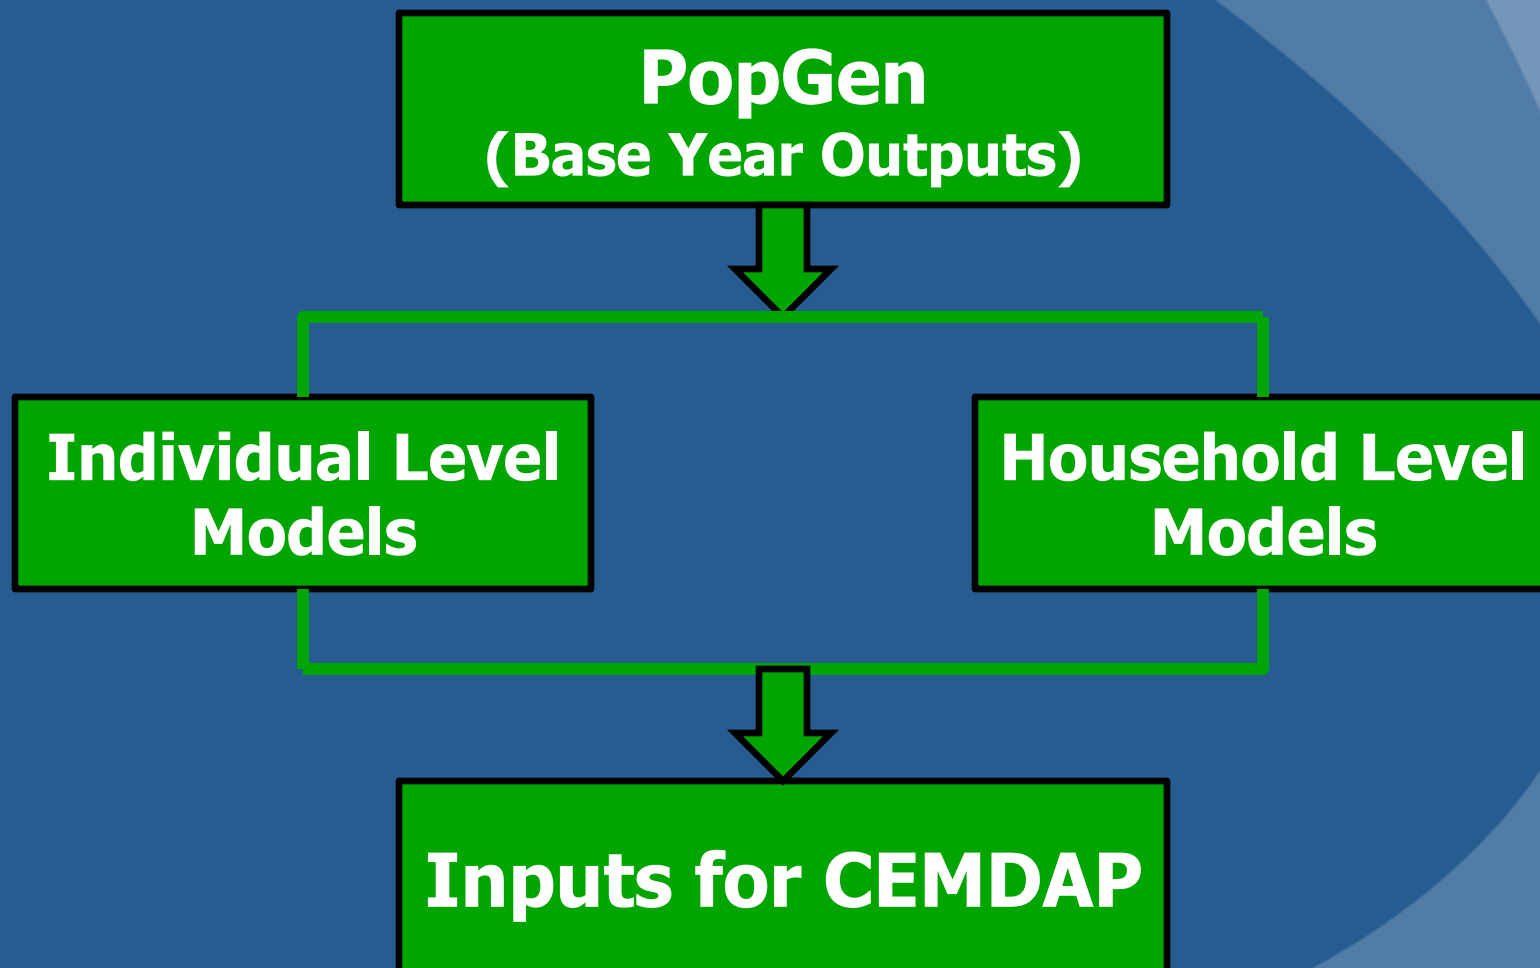 PopGen
(Base Year Outputs)
Individual Level
Models
Household Level
Models
Inputs for CEMDAP